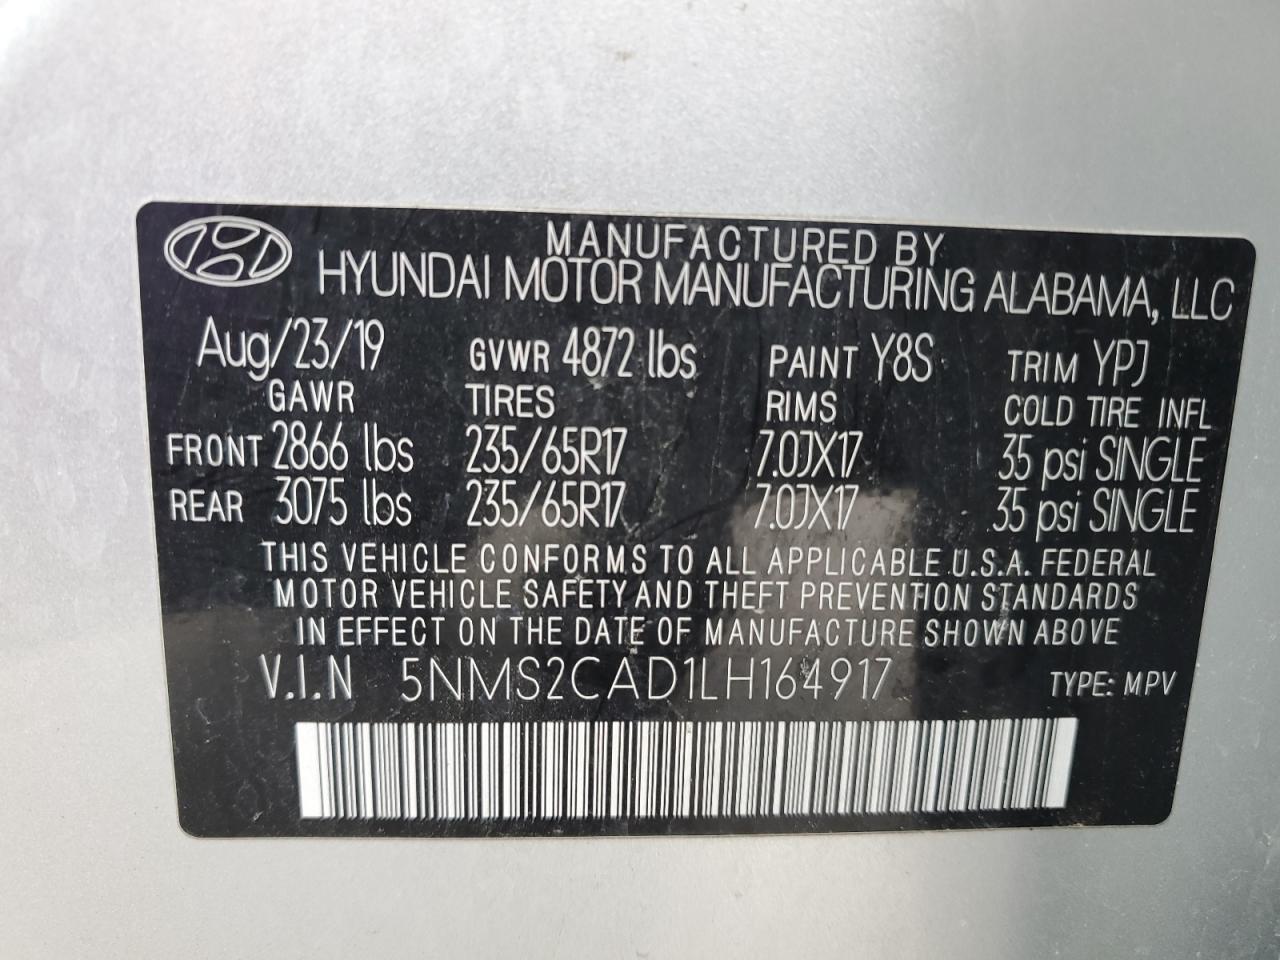 MANUFACTURED BY
HYUNDAI MOTOR MANUFACTURING ALABAMA, LLC
Aug/23/19 GVWR 4872 lbs PAINT Y8S TRIM YPJ
GAWR TIRES RIMS COLD TIRE INFL
FRONT 2866 lbs 235/65R17 7.0JX17 35 psi SINGLE
REAR 3075 lbs 235/65R17 7.0JX17 35 psi SINGLE
THIS VEHICLE CONFORMS TO ALL APPLICABLE U.S.A. FEDERAL
MOTOR VEHICLE SAFETY AND THEFT PREVENTION STANDARDS
IN EFFECT ON THE DATE OF MANUFACTURE SHOWN ABOVE
V.I.N 5NMS2CAD1LH164917 TYPE: MPV